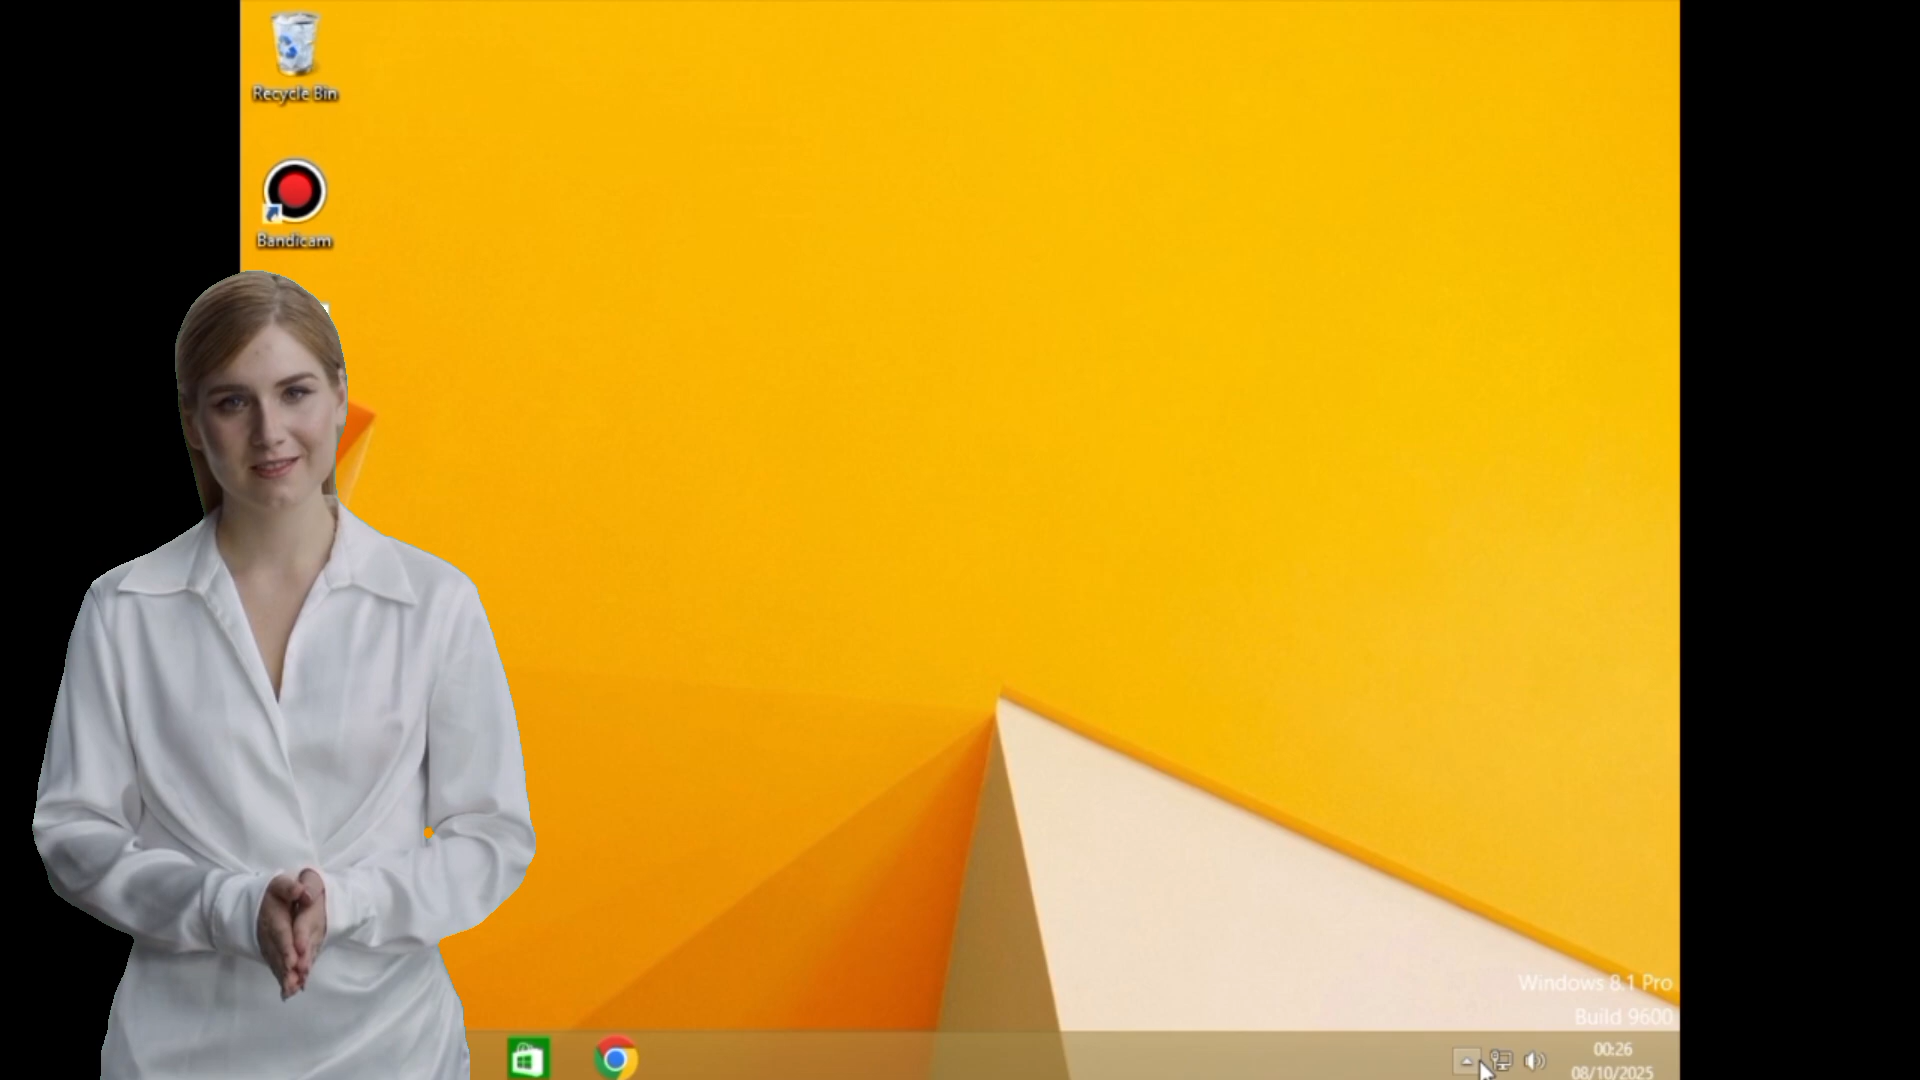 Recycle Bin
Bandicam
Windows 8.1 Pro
Build 9600
00:26
08/10/2025